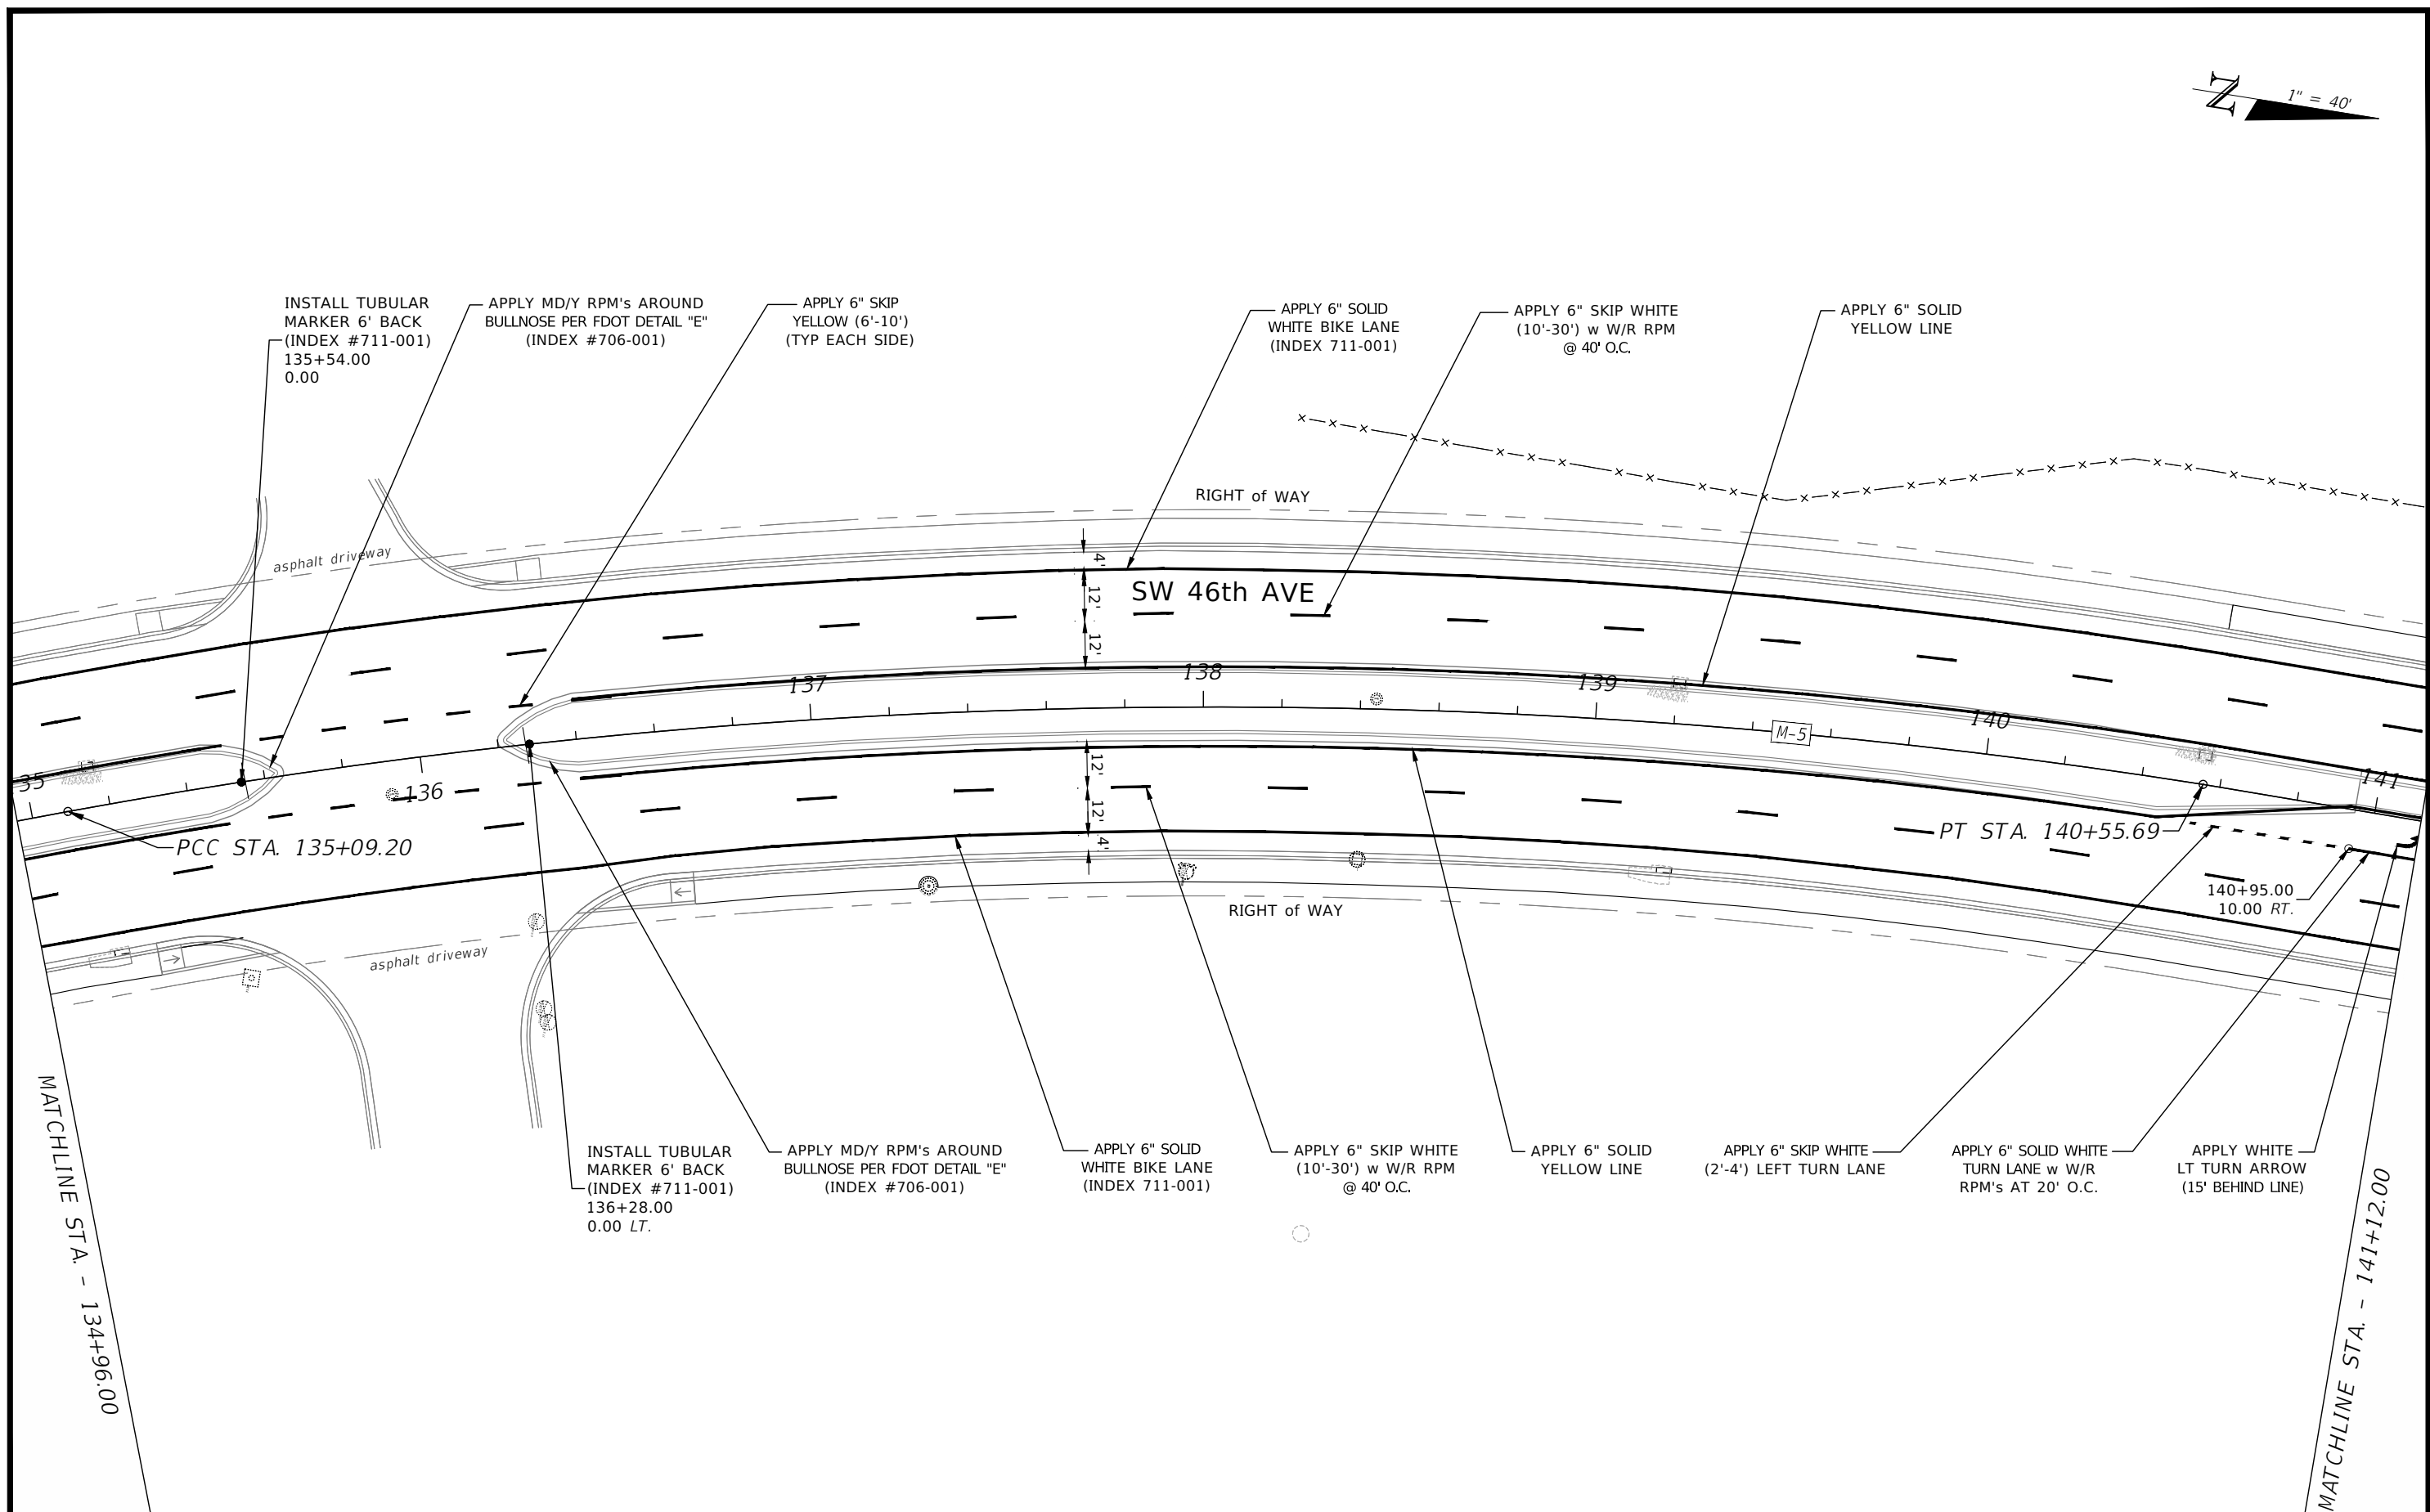 N
1" = 40'
INSTALL TUBULAR
MARKER 6' BACK
(INDEX #711-001)
135+54.00
0.00
APPLY MD/Y RPM's AROUND
BULLNOSE PER FDOT DETAIL "E"
(INDEX #706-001)
APPLY 6" SKIP
YELLOW (6'-10')
(TYP EACH SIDE)
APPLY 6" SOLID
WHITE BIKE LANE
(INDEX 711-001)
APPLY 6" SKIP WHITE
(10'-30') w W/R RPM
@ 40' O.C.
APPLY 6" SOLID
YELLOW LINE
RIGHT of WAY
asphalt driveway
4'
12'
12'
SW 46th AVE
137
138
139
140
141
M-5
35
136
12'
12'
4'
PCC STA. 135+09.20
PT STA. 140+55.69
140+95.00
10.00 RT.
RIGHT of WAY
asphalt driveway
MATCHLINE STA. - 134+96.00
INSTALL TUBULAR
MARKER 6' BACK
(INDEX #711-001)
136+28.00
0.00 LT.
APPLY MD/Y RPM's AROUND
BULLNOSE PER FDOT DETAIL "E"
(INDEX #706-001)
APPLY 6" SOLID
WHITE BIKE LANE
(INDEX 711-001)
APPLY 6" SKIP WHITE
(10'-30') w W/R RPM
@ 40' O.C.
APPLY 6" SOLID
YELLOW LINE
APPLY 6" SKIP WHITE
(2'-4') LEFT TURN LANE
APPLY 6" SOLID WHITE
TURN LANE w W/R
RPM's AT 20' O.C.
APPLY WHITE
LT TURN ARROW
(15' BEHIND LINE)
MATCHLINE STA. - 141+12.00